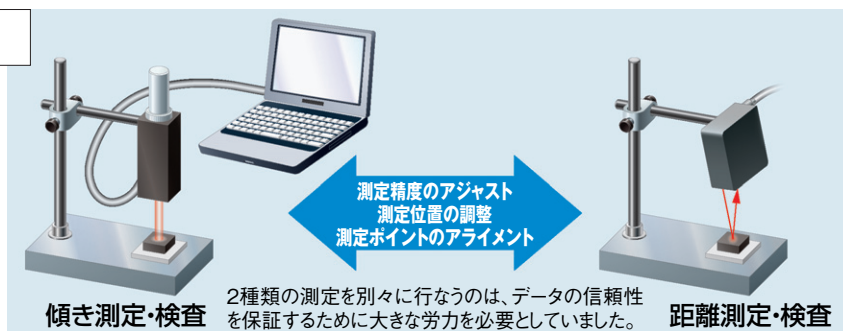 測定精度のアジャスト
測定位置の調整
測定ポイントのアライメント
傾き測定・検査
2種類の測定を別々に行なうのは、データの信頼性
を保証するために大きな労力を必要としていました。
距離測定・検査